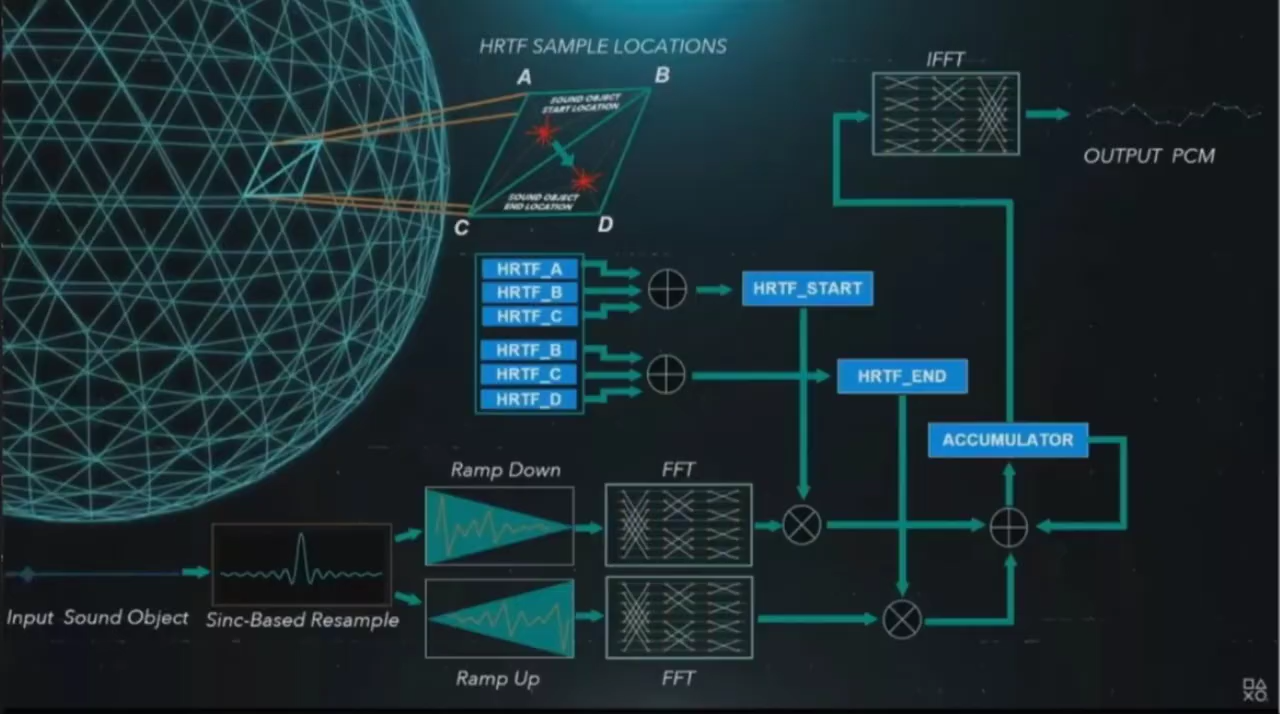 HRTF SAMPLE LOCATIONS
A
B
SOUND OBJECT
START LOCATION
SOUND OBJECT
END LOCATION
C
D
IFFT
OUTPUT PCM
HRTF_A
HRTF_B
HRTF_C
HRTF_B
HRTF_C
HRTF_D
HRTF_START
HRTF_END
ACCUMULATOR
Ramp Down
FFT
Input Sound Object
Sinc-Based Resample
Ramp Up
FFT